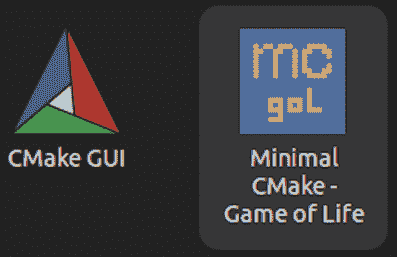 mc
goL
CMake GUI
Minimal
CMake -
Game of Life